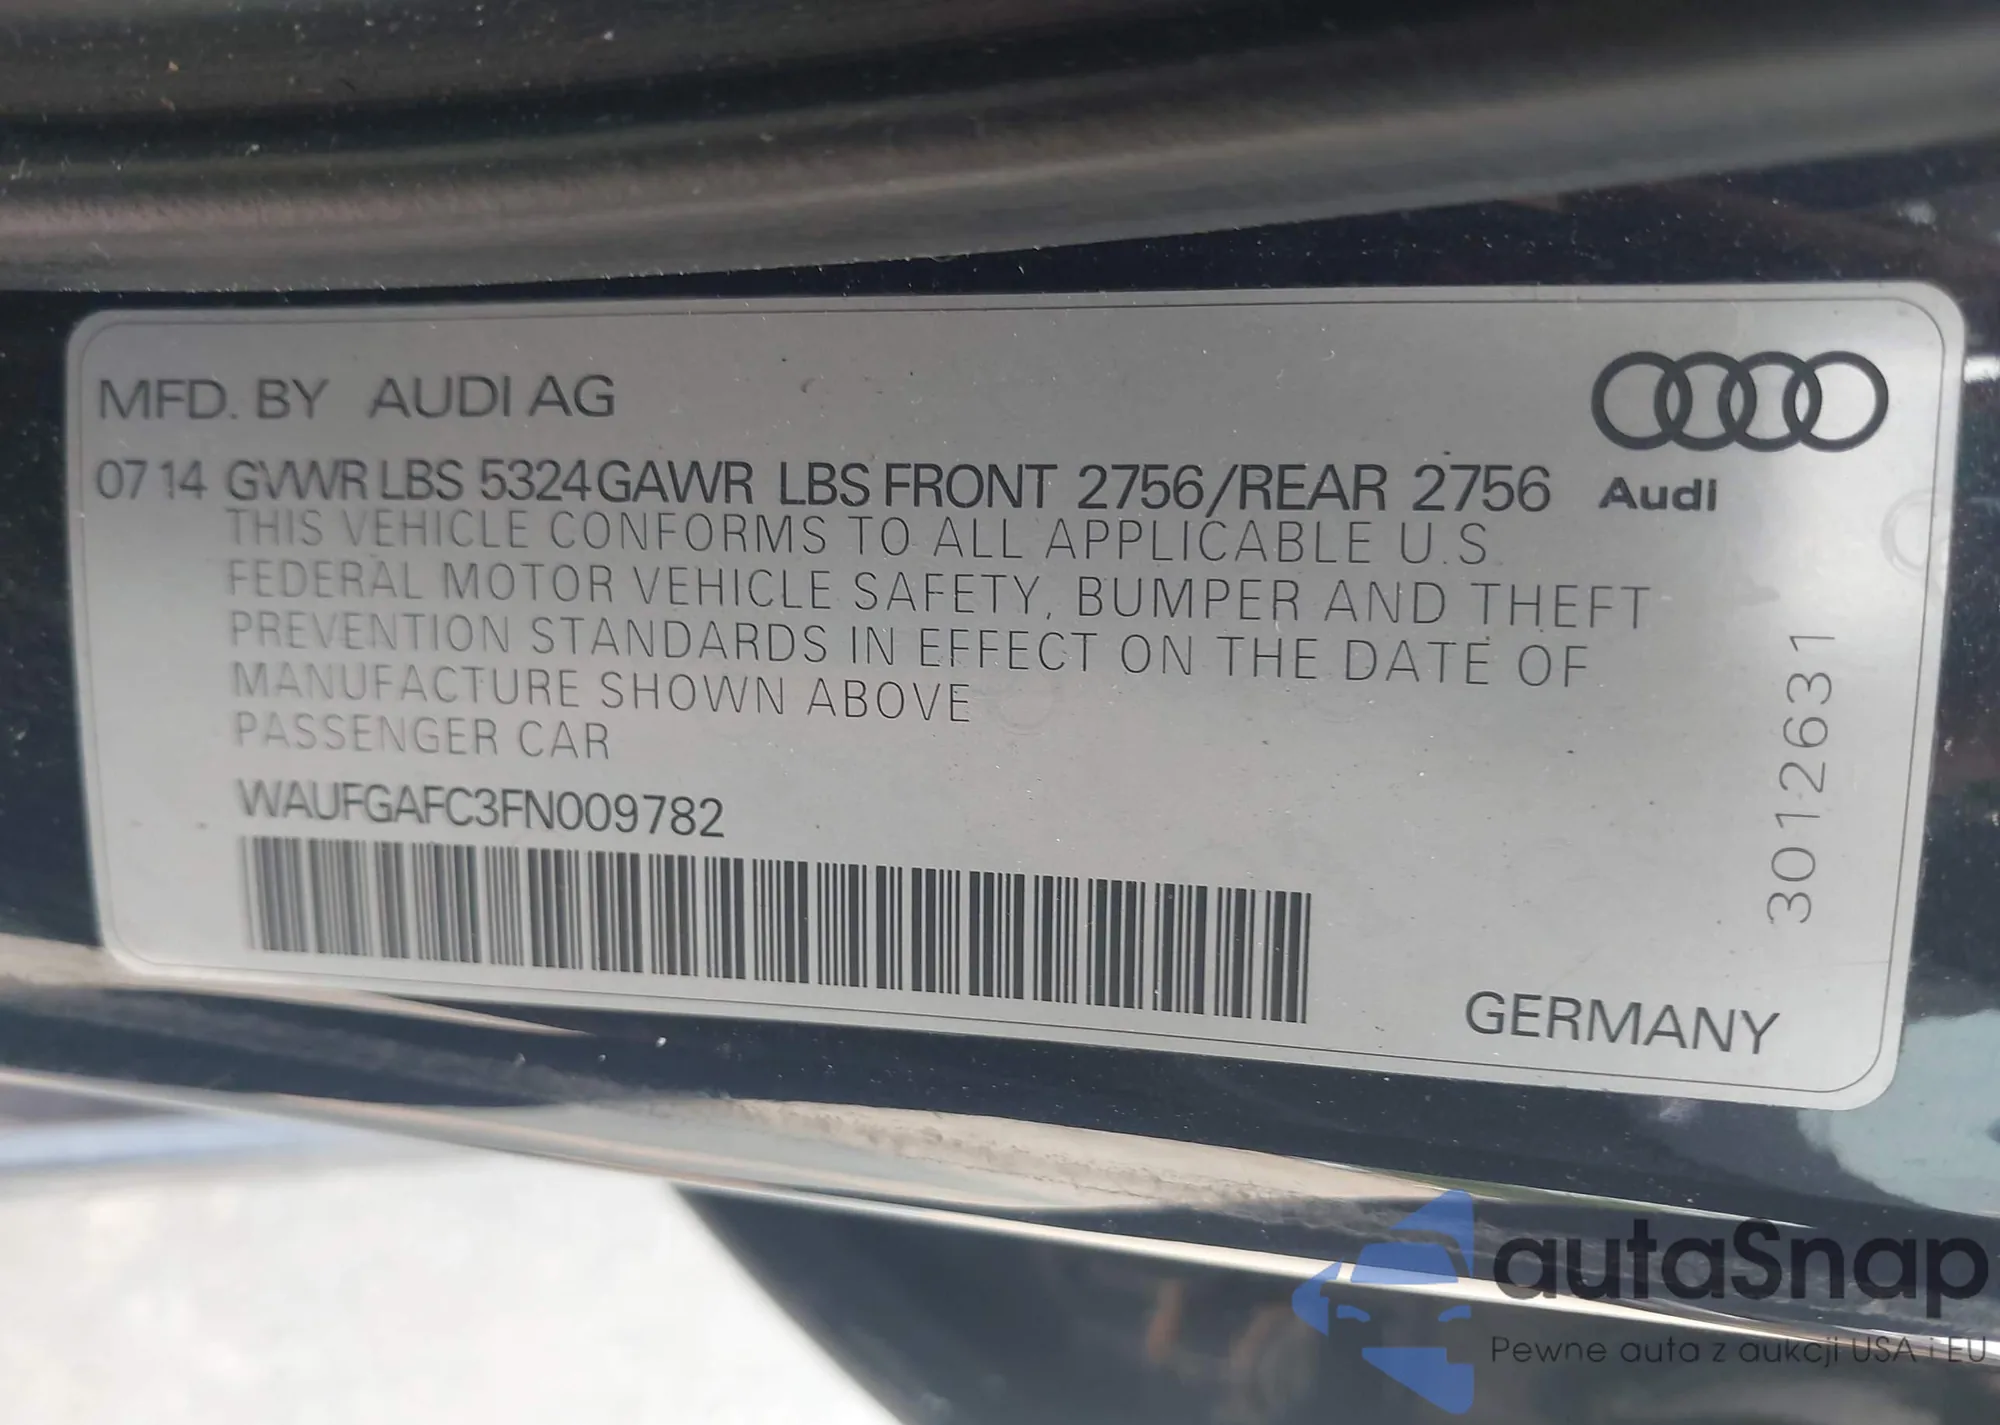 MFD. BY AUDI AG
07 14 GVWR LBS 5324 GAWR LBS FRONT 2756/REAR 2756
Audi
THIS VEHICLE CONFORMS TO ALL APPLICABLE U.S
FEDERAL MOTOR VEHICLE SAFETY, BUMPER AND THEFT
PREVENTION STANDARDS IN EFFECT ON THE DATE OF
MANUFACTURE SHOWN ABOVE
PASSENGER CAR
WAUFGAFC3FN009782
3012631
GERMANY
autaSnap
Pewne auta z aukcji USA i EU